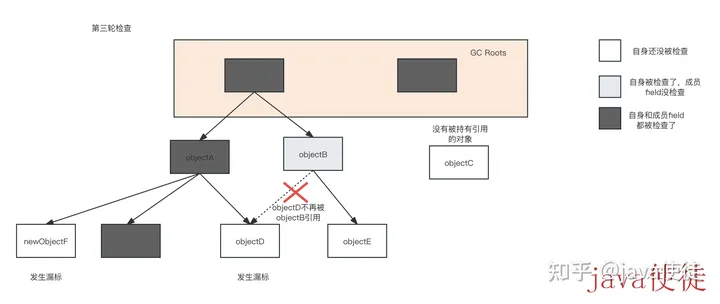 第三轮检查
GC Roots
自身还没被检查
自身被检查了，成员
field没检查
自身和成员field
都被检查了
没有被持有引用
的对象
objectA
objectB
objectC
objectD不再被
objectB引用
newObjectF
objectD
objectE
发生漏标
发生漏标
知乎 @java使徒
java使徒